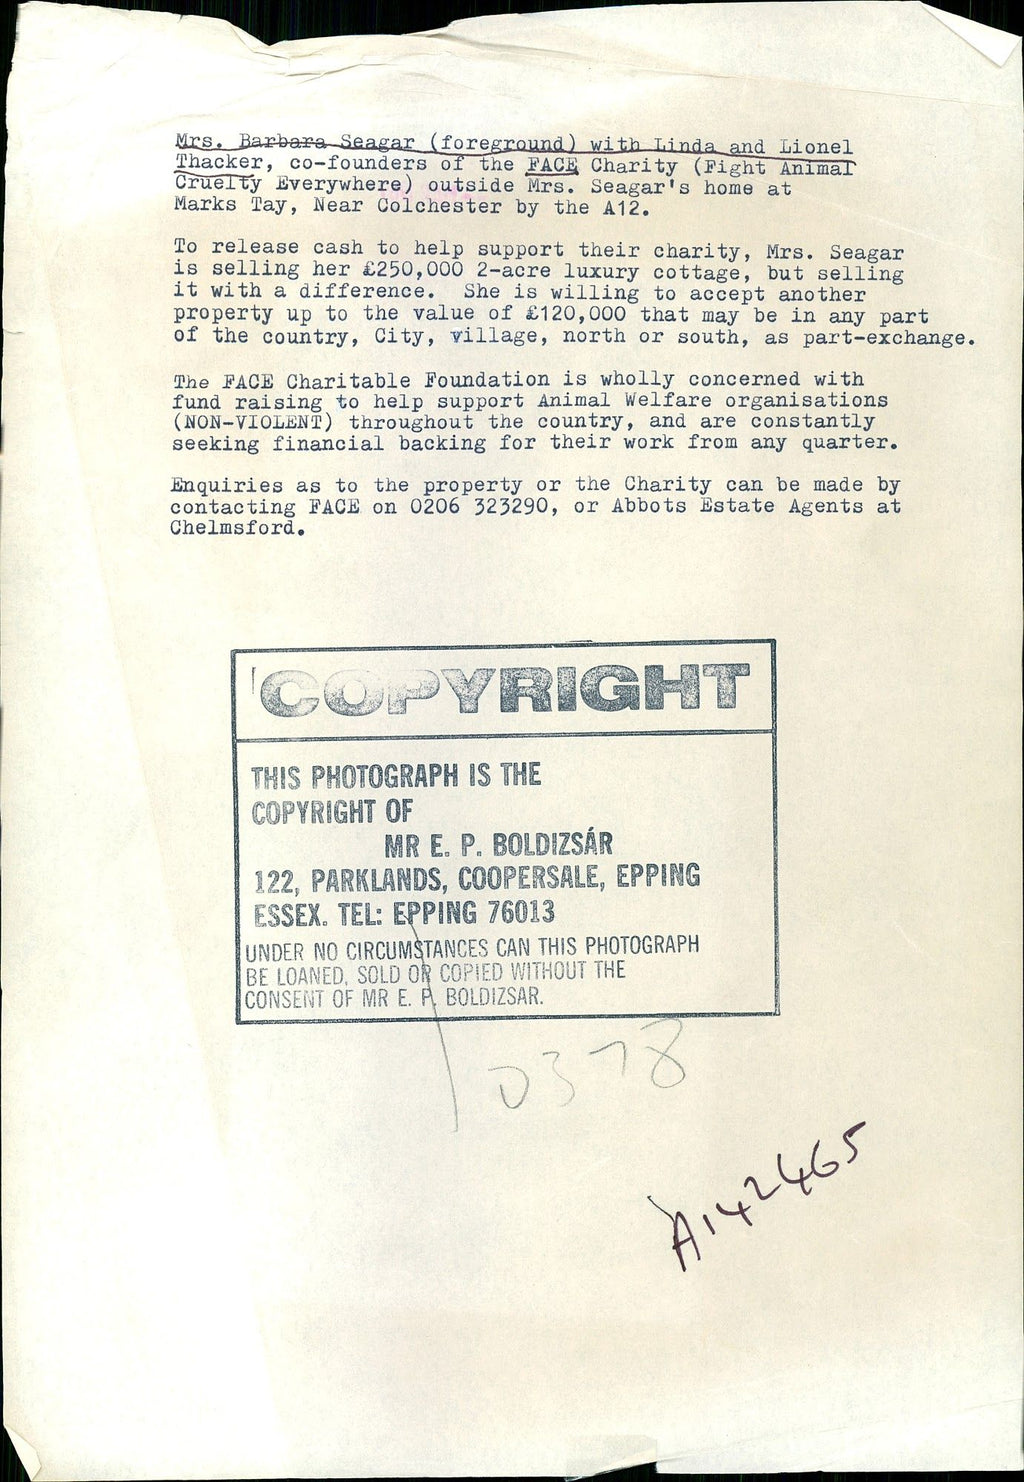 Mrs. Barbara Seagar (foreground) with Linda and Lionel
Thacker, co-founders of the FACE Charity (Fight Animal
Cruelty Everywhere) outside Mrs. Seagar's home at
Marks Tay, Near Colchester by the A12.
To release cash to help support their charity, Mrs. Seagar
is selling her £250,000 2-acre luxury cottage, but selling
it with a difference. She is willing to accept another
property up to the value of £120,000 that may be in any part
of the country, City, village, north or south, as part-exchange.
The FACE Charitable Foundation is wholly concerned with
fund raising to help support Animal Welfare organisations
(NON-VIOLENT) throughout the country, and are constantly
seeking financial backing for their work from any quarter.
Enquiries as to the property or the Charity can be made by
contacting FACE on 0206 323290, or Abbots Estate Agents at
Chelmsford.
COPYRIGHT
THIS PHOTOGRAPH IS THE
COPYRIGHT OF
MR E. P. BOLDIZSÁR
122, PARKLANDS, COOPERSALE, EPPING
ESSEX. TEL: EPPING 76013
UNDER NO CIRCUMSTANCES CAN THIS PHOTOGRAPH
BE LOANED, SOLD OR COPIED WITHOUT THE
CONSENT OF MR E. P. BOLDIZSAR.
0378
A142465